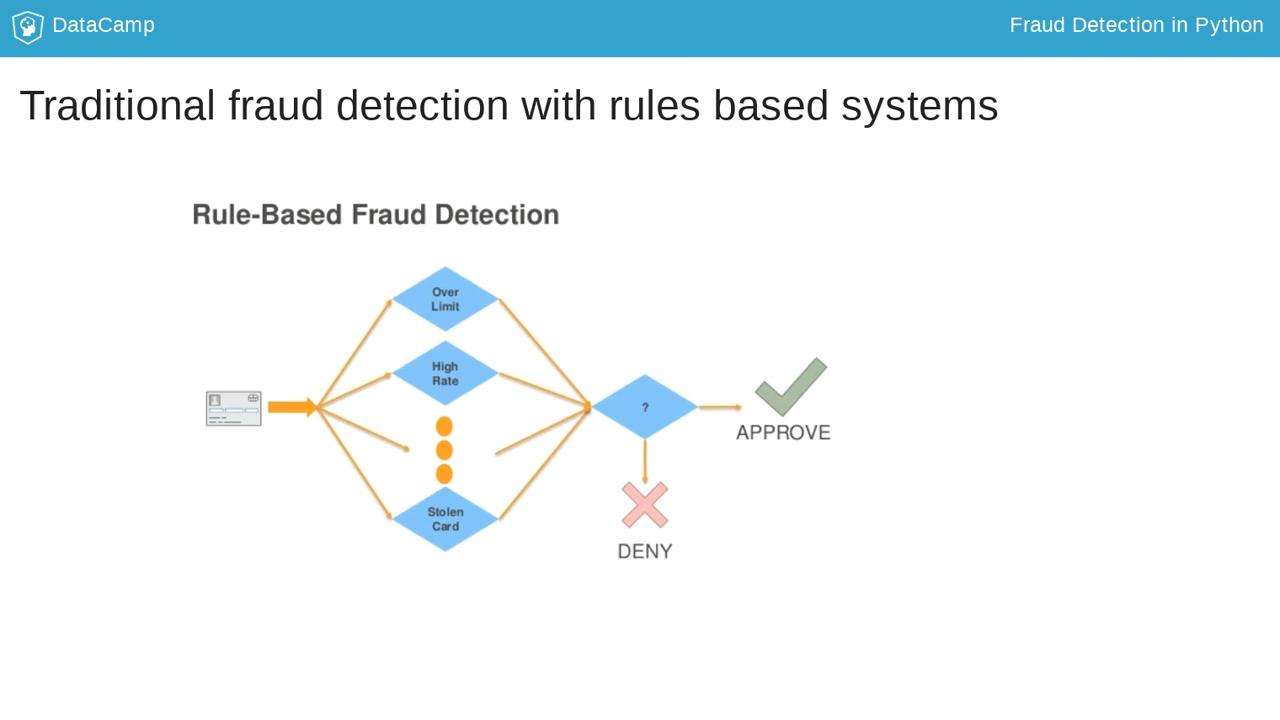 DataCamp
Fraud Detection in Python
Traditional fraud detection with rules based systems
Rule-Based Fraud Detection
Over
Limit
High
Rate
Stolen
Card
?
APPROVE
DENY